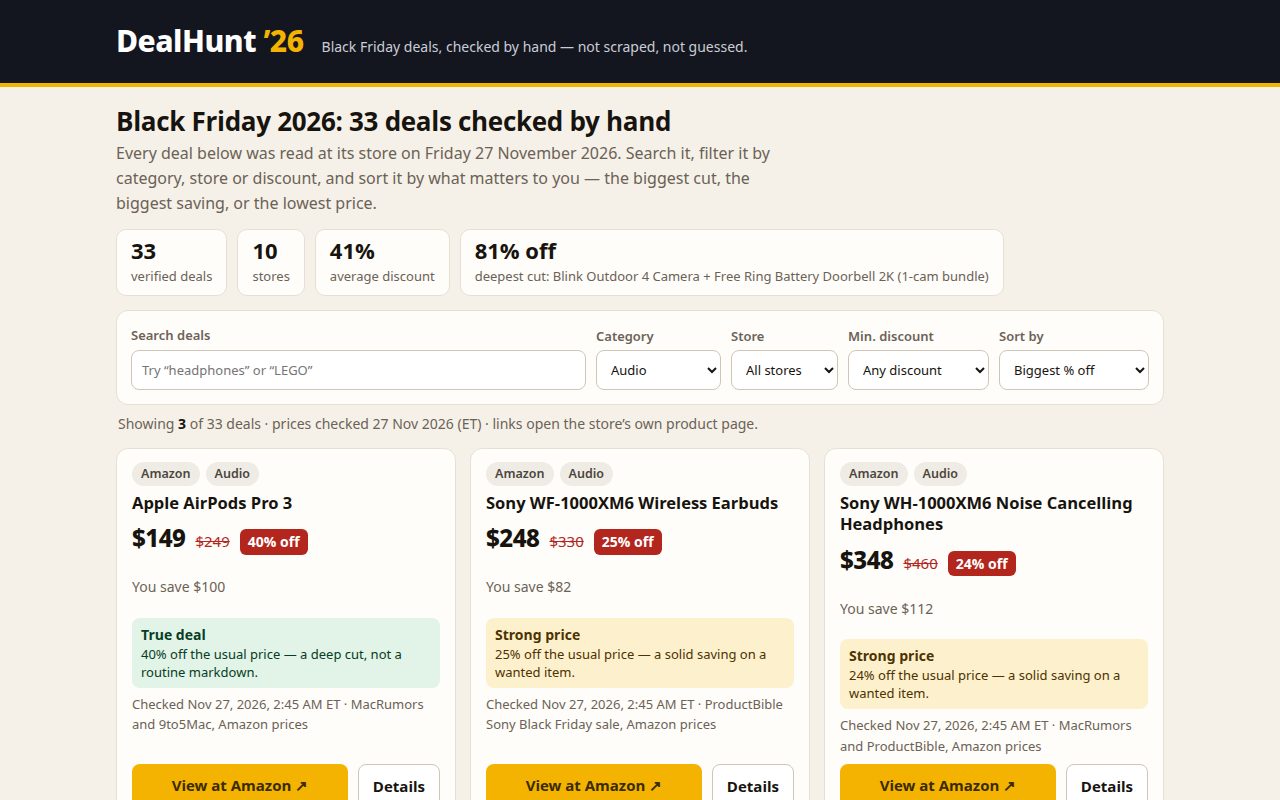 DealHunt ’26
Black Friday deals, checked by hand — not scraped, not guessed.
Black Friday 2026: 33 deals checked by hand
Every deal below was read at its store on Friday 27 November 2026. Search it, filter it by
category, store or discount, and sort it by what matters to you — the biggest cut, the
biggest saving, or the lowest price.
33
verified deals
10
stores
41%
average discount
81% off
deepest cut: Blink Outdoor 4 Camera + Free Ring Battery Doorbell 2K (1-cam bundle)
Search deals
Try “headphones” or “LEGO”
Category
Audio
Store
All stores
Min. discount
Any discount
Sort by
Biggest % off
Showing 3 of 33 deals · prices checked 27 Nov 2026 (ET) · links open the store’s own product page.
Amazon Audio
Apple AirPods Pro 3
$149 $249 40% off
You save $100
True deal
40% off the usual price — a deep cut, not a
routine markdown.
Checked Nov 27, 2026, 2:45 AM ET · MacRumors
and 9to5Mac, Amazon prices
View at Amazon ↗ Details
Amazon Audio
Sony WF-1000XM6 Wireless Earbuds
$248 $330 25% off
You save $82
Strong price
25% off the usual price — a solid saving on a
wanted item.
Checked Nov 27, 2026, 2:45 AM ET · ProductBible
Sony Black Friday sale, Amazon prices
View at Amazon ↗ Details
Amazon Audio
Sony WH-1000XM6 Noise Cancelling
Headphones
$348 $460 24% off
You save $112
Strong price
24% off the usual price — a solid saving on a
wanted item.
Checked Nov 27, 2026, 2:45 AM ET · MacRumors
and ProductBible, Amazon prices
View at Amazon ↗ Details